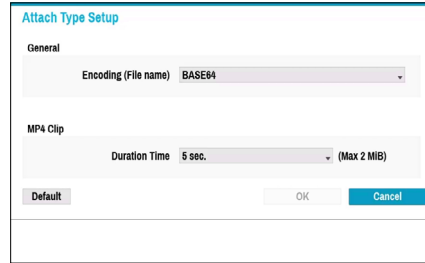 Attach Type Setup
General
Encoding (File name) BASE64
MP4 Clip
Duration Time 5 sec. (Max 2 MiB)
Default OK Cancel